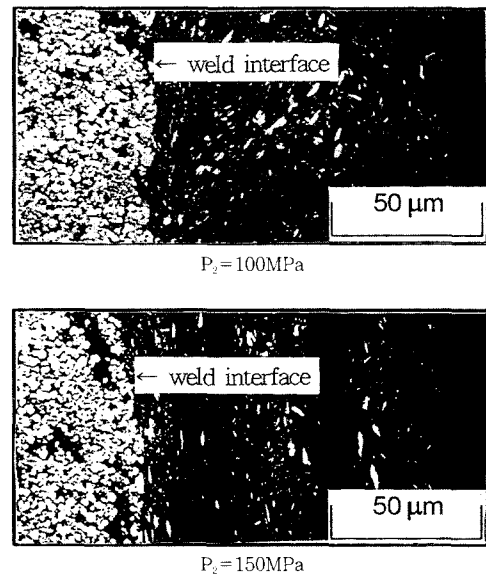 ← weld interface
50 μm
P₂=100MPa
← weld interface
50 μm
P₂=150MPa